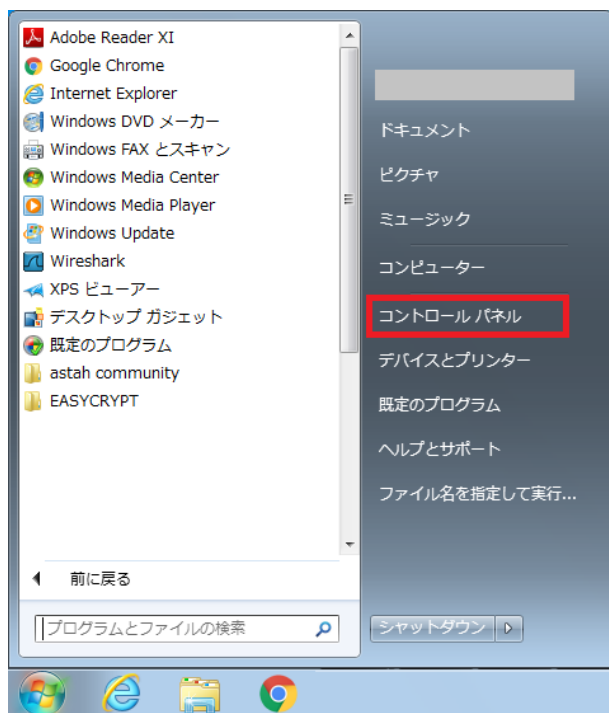 Adobe Reader XI
Google Chrome
Internet Explorer
Windows DVD メーカー
Windows FAX とスキャン
Windows Media Center
Windows Media Player
Windows Update
Wireshark
XPS ビューアー
デスクトップ ガジェット
既定のプログラム
astah community
EASYCRYPT
前に戻る
プログラムとファイルの検索
ドキュメント
ピクチャ
ミュージック
コンピューター
コントロール パネル
デバイスとプリンター
既定のプログラム
ヘルプとサポート
ファイル名を指定して実行...
シャットダウン